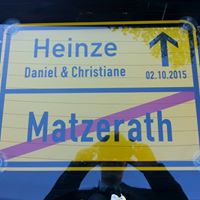 Heinze
Daniel & Christiane
02.10.2015
Matzerath